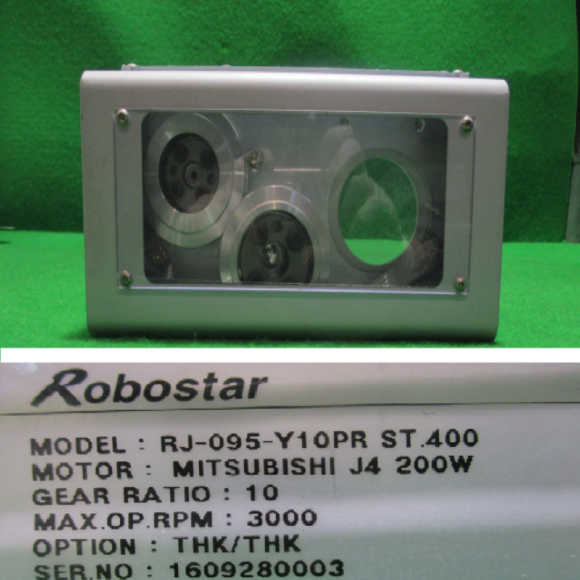 Robostar
MODEL : RJ-095-Y10PR ST.400
MOTOR : MITSUBISHI J4 200W
GEAR RATIO : 10
MAX.OP.RPM : 3000
OPTION : THK/THK
SER.NO : 1609280003